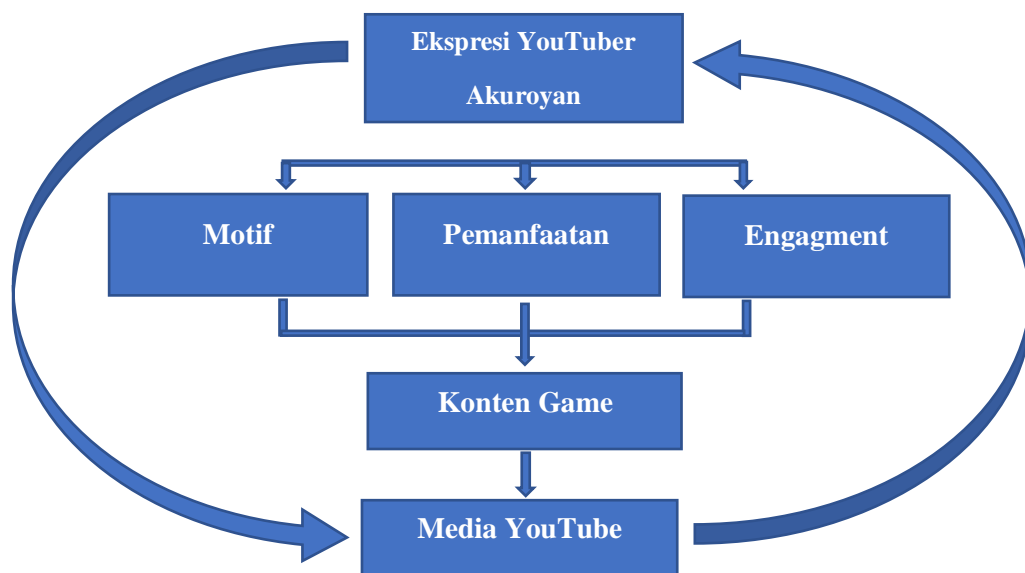 Ekspresi YouTuber
Akuroyan
Motif
Pemanfaatan
Engagment
Konten Game
Media YouTube